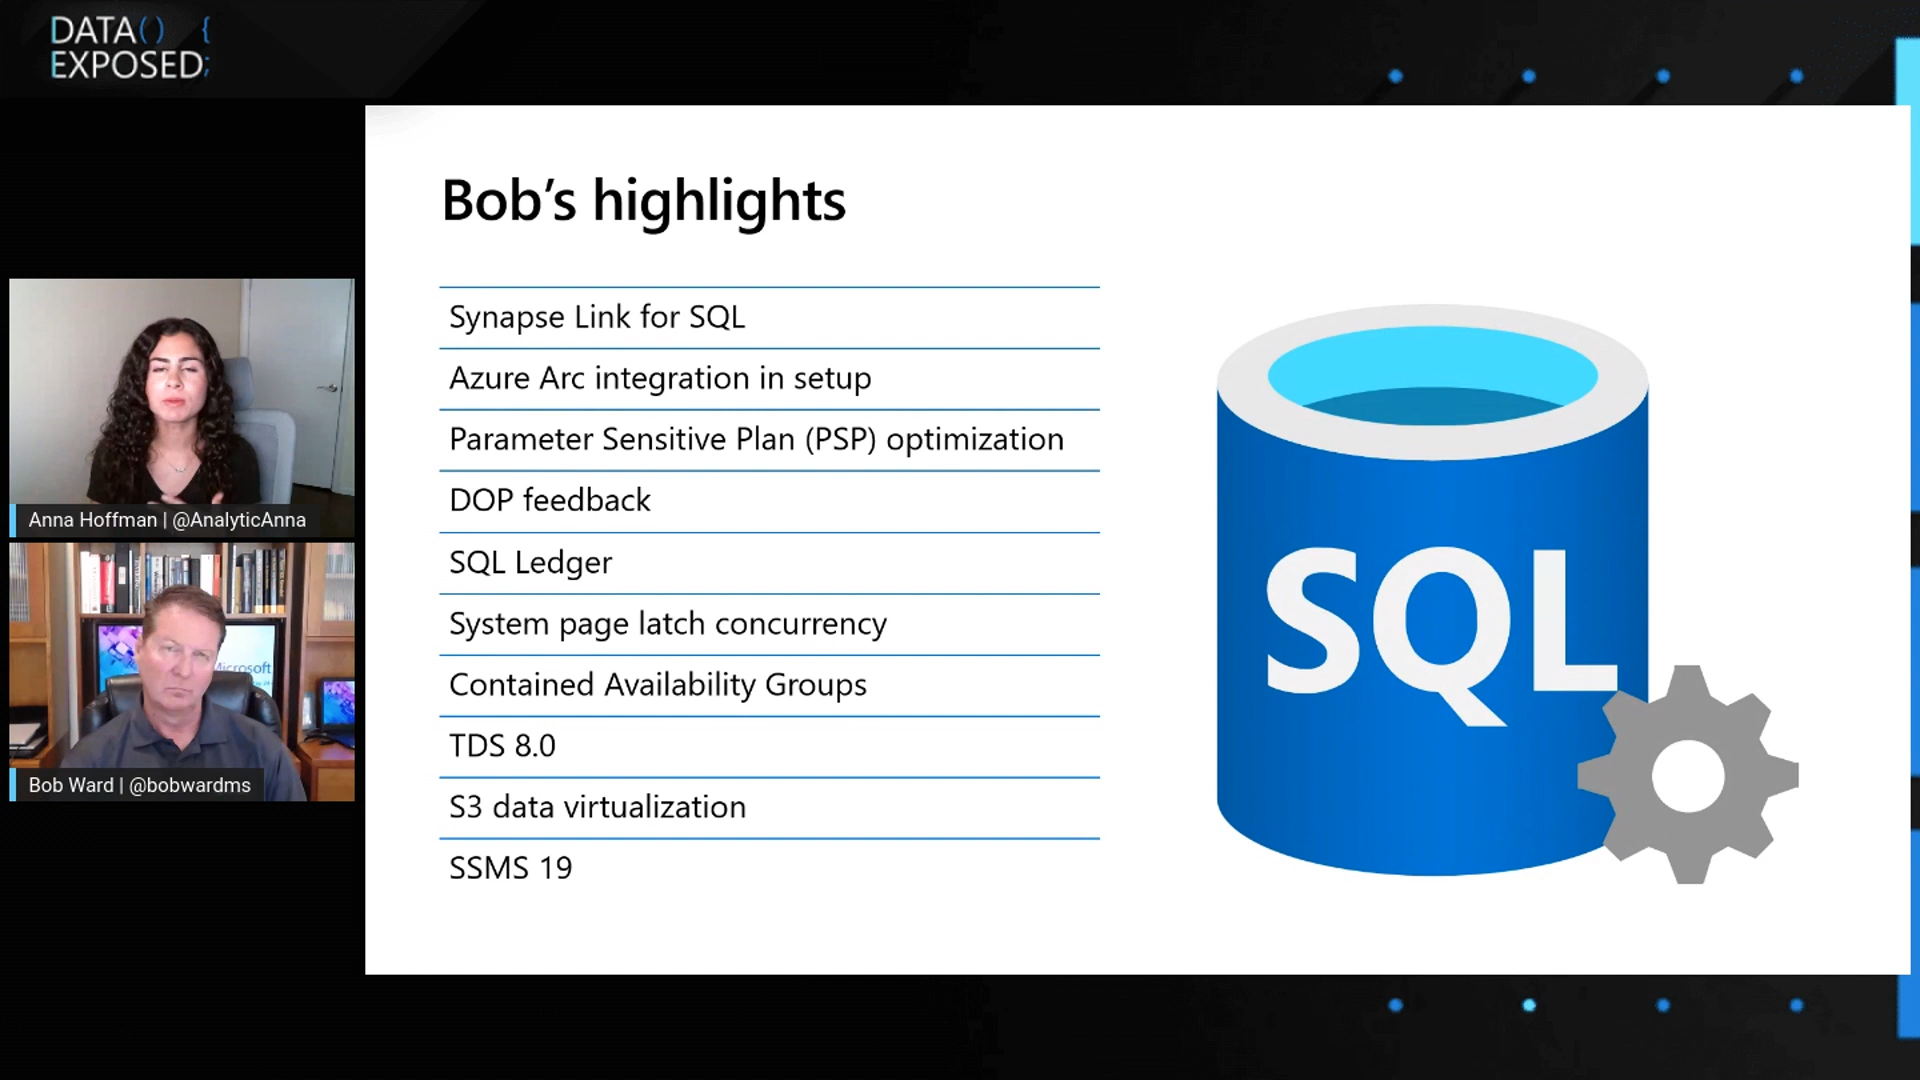 DATA() {
EXPOSED;
Bob's highlights
Synapse Link for SQL
Azure Arc integration in setup
Parameter Sensitive Plan (PSP) optimization
DOP feedback
SQL Ledger
System page latch concurrency
Contained Availability Groups
TDS 8.0
S3 data virtualization
SSMS 19
SQL
Anna Hoffman | @AnalyticAnna
Microsoft
Bob Ward | @bobwardms